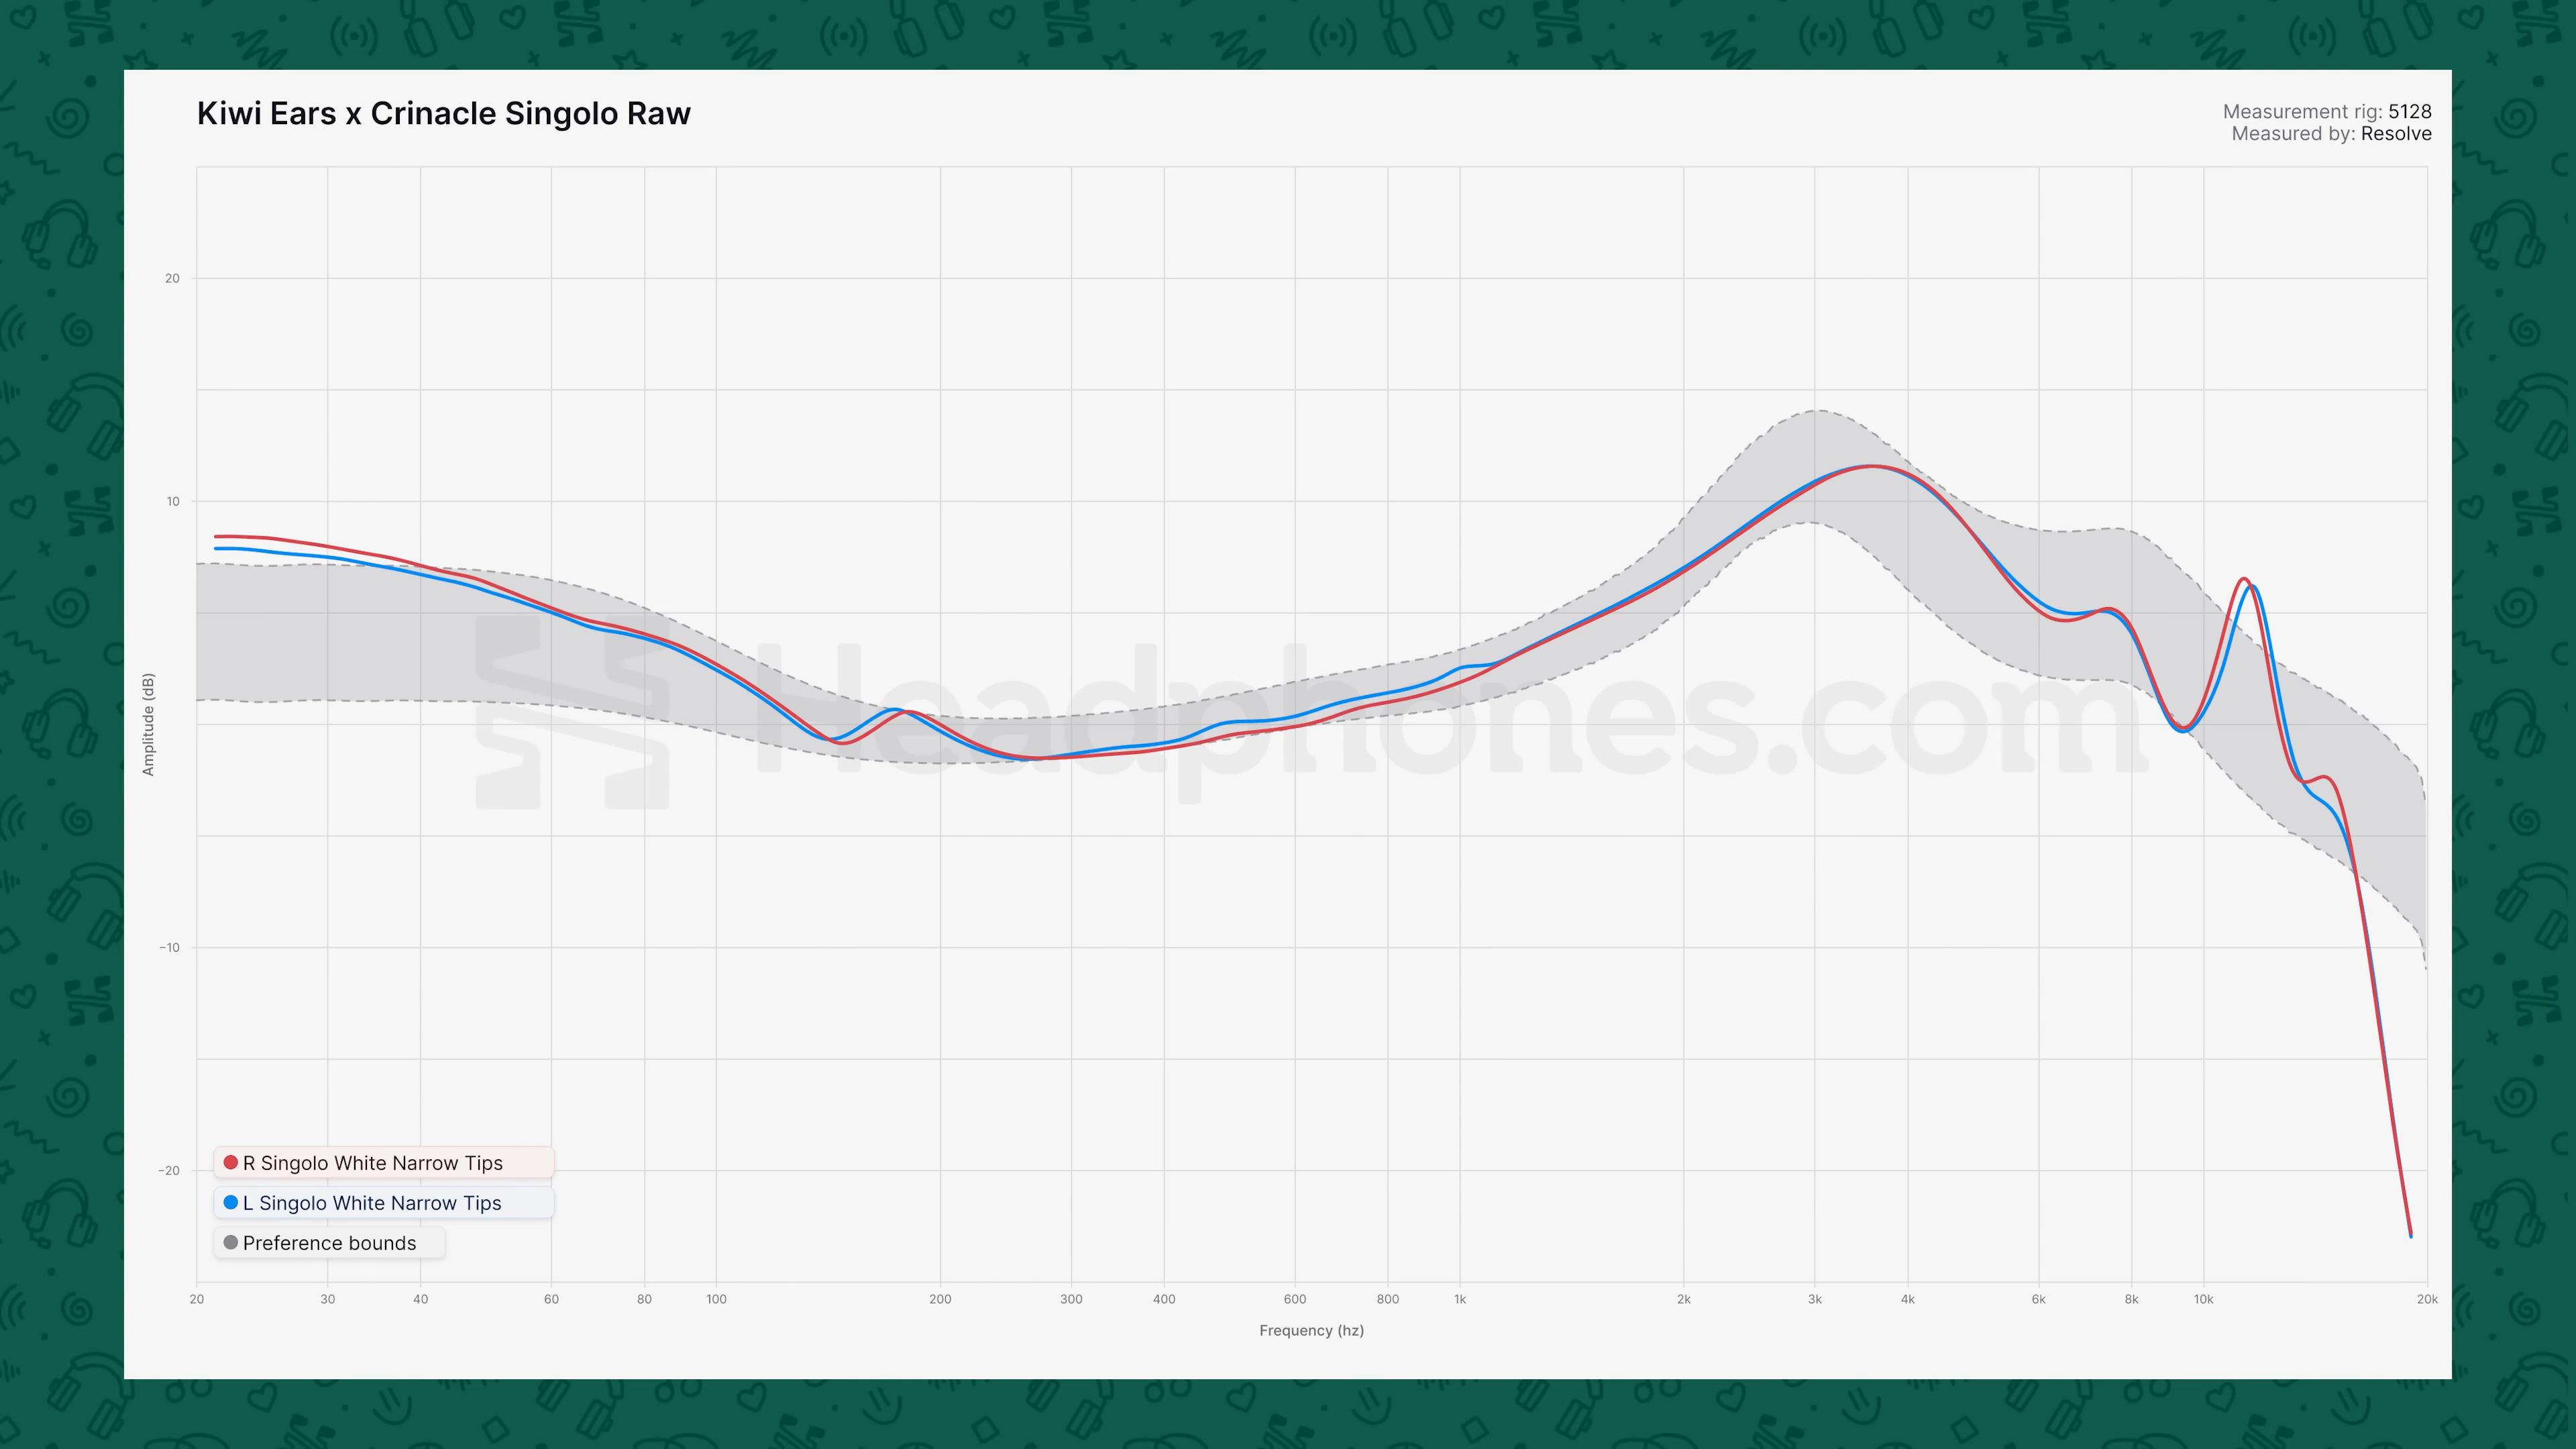 Kiwi Ears x Crinacle Singolo Raw
Measurement rig: 5128
Measured by: Resolve
20
10
−10
−20
Amplitude (dB)
Headphones.com
R Singolo White Narrow Tips
L Singolo White Narrow Tips
Preference bounds
20 30 40 60 80 100 200 300 400 600 800 1k 2k 3k 4k 6k 8k 10k 20k
Frequency (hz)